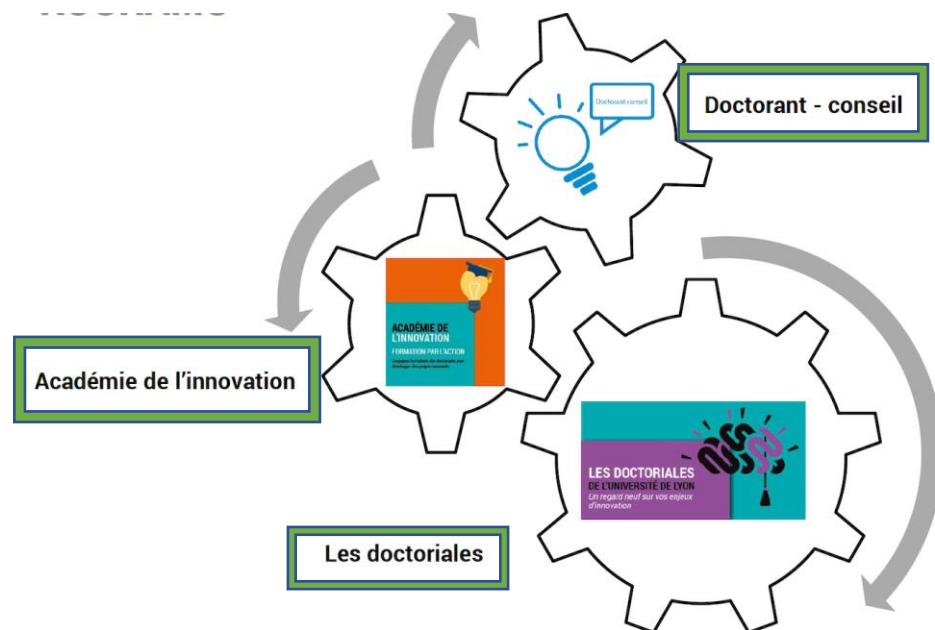 Doctorant conseil
Doctorant - conseil
ACADÉMIE DE
L'INNOVATION
FORMATION PAR L'ACTION
Académie de l'innovation
LES DOCTORIALES
DE L'UNIVERSITÉ DE LYON
Un regard neuf sur vos enjeux
d'innovation
Les doctoriales